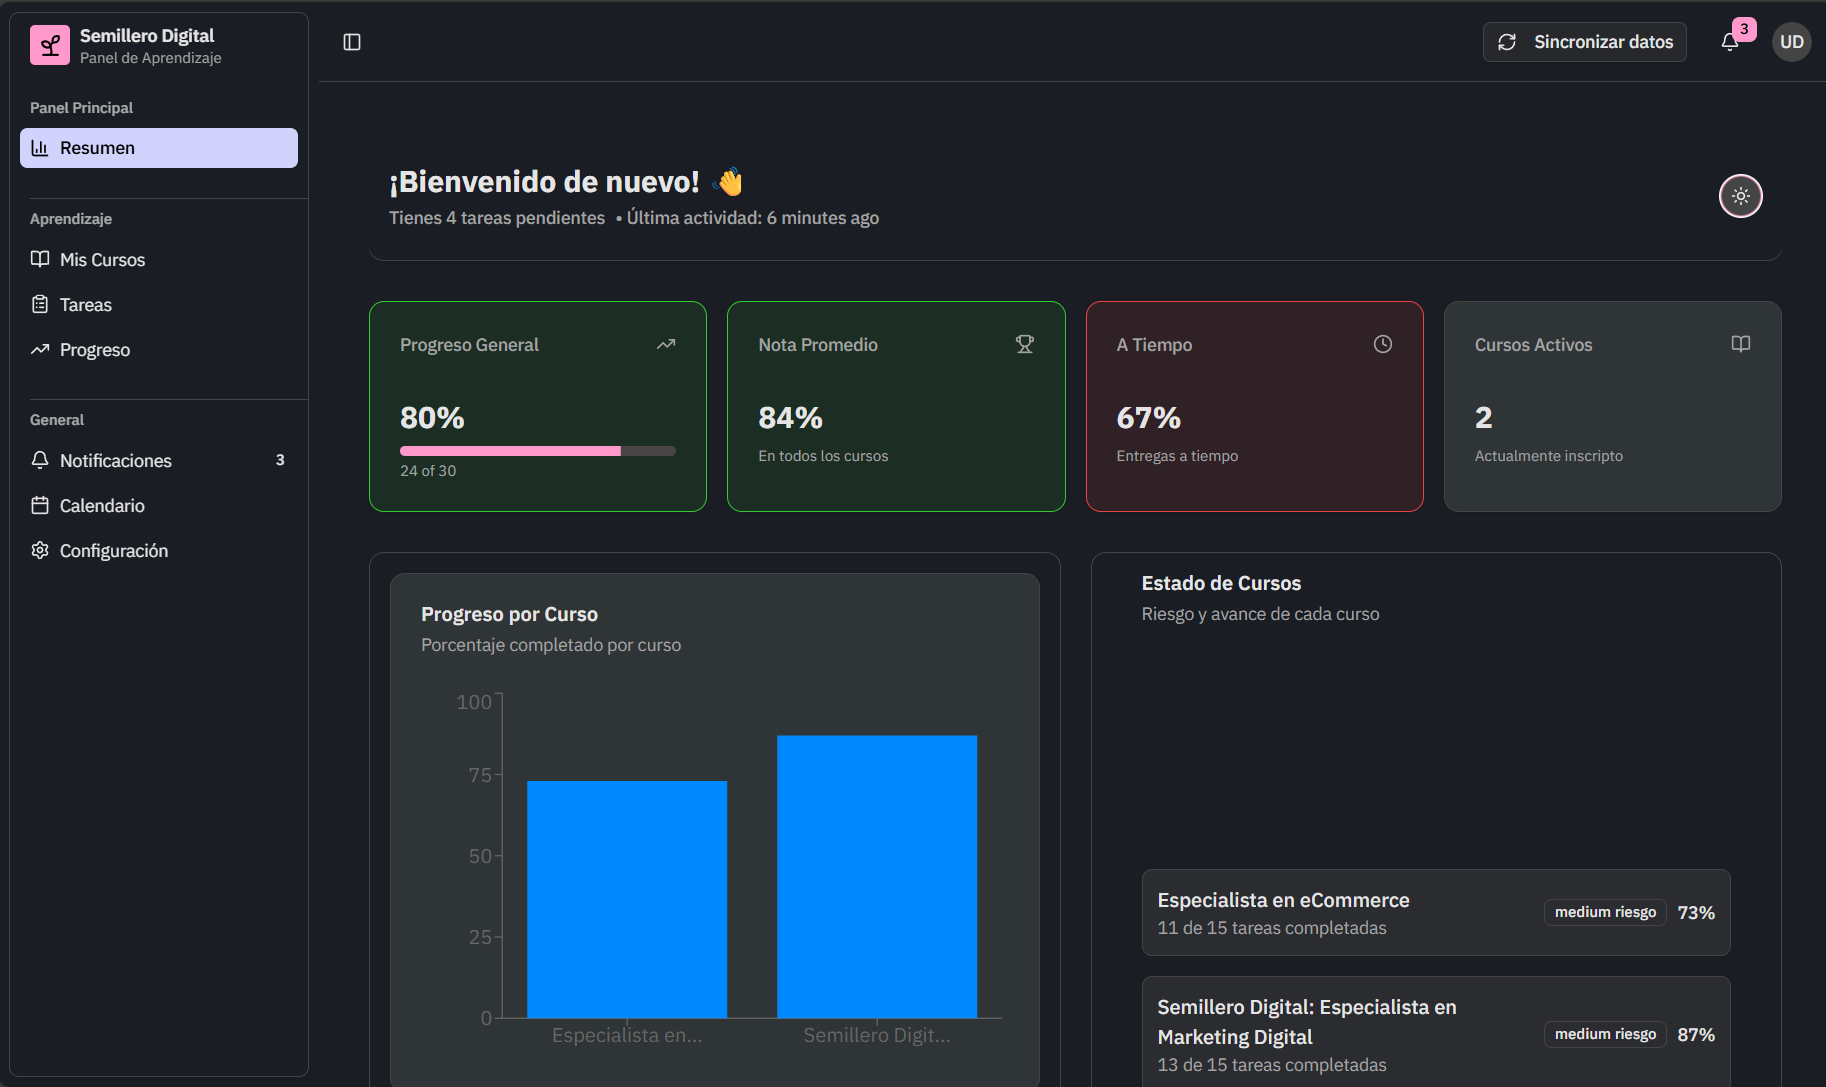 Semillero Digital
Panel de Aprendizaje
Panel Principal
Resumen
Aprendizaje
Mis Cursos
Tareas
Progreso
General
Notificaciones 3
Calendario
Configuración
Sincronizar datos
3
UD
¡Bienvenido de nuevo! 👋
Tienes 4 tareas pendientes • Última actividad: 6 minutes ago
Progreso General
80%
24 of 30
Nota Promedio
84%
En todos los cursos
A Tiempo
67%
Entregas a tiempo
Cursos Activos
2
Actualmente inscripto
Progreso por Curso
Porcentaje completado por curso
100
75
50
25
0
Especialista en...
Semillero Digit...
Estado de Cursos
Riesgo y avance de cada curso
Especialista en eCommerce
11 de 15 tareas completadas
medium riesgo 73%
Semillero Digital: Especialista en
Marketing Digital
13 de 15 tareas completadas
medium riesgo 87%